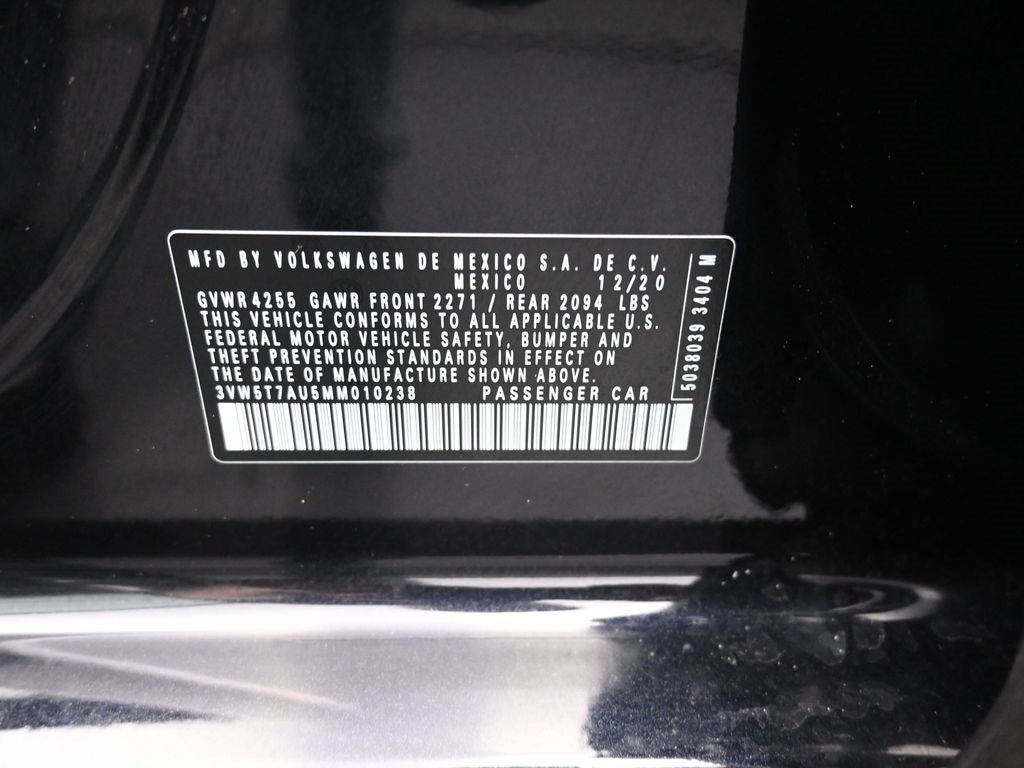 MFD BY VOLKSWAGEN DE MEXICO S.A. DE C.V.
MEXICO 12/20
GVWR 4255 GAWR FRONT 2271 / REAR 2094 LBS
THIS VEHICLE CONFORMS TO ALL APPLICABLE U.S.
FEDERAL MOTOR VEHICLE SAFETY, BUMPER AND
THEFT PREVENTION STANDARDS IN EFFECT ON
THE DATE OF MANUFACTURE SHOWN ABOVE.
3VW5T7AU5MM010238 PASSENGER CAR
5038039 3404 M